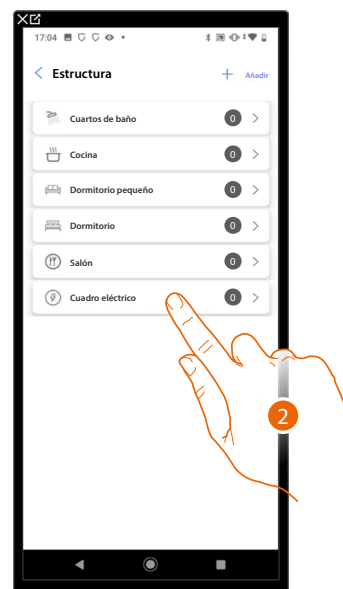 17:04
Estructura
+ Añadir
Cuartos de baño 0
Cocina 0
Dormitorio pequeño 0
Dormitorio 0
Salón 0
Cuadro eléctrico 0
2